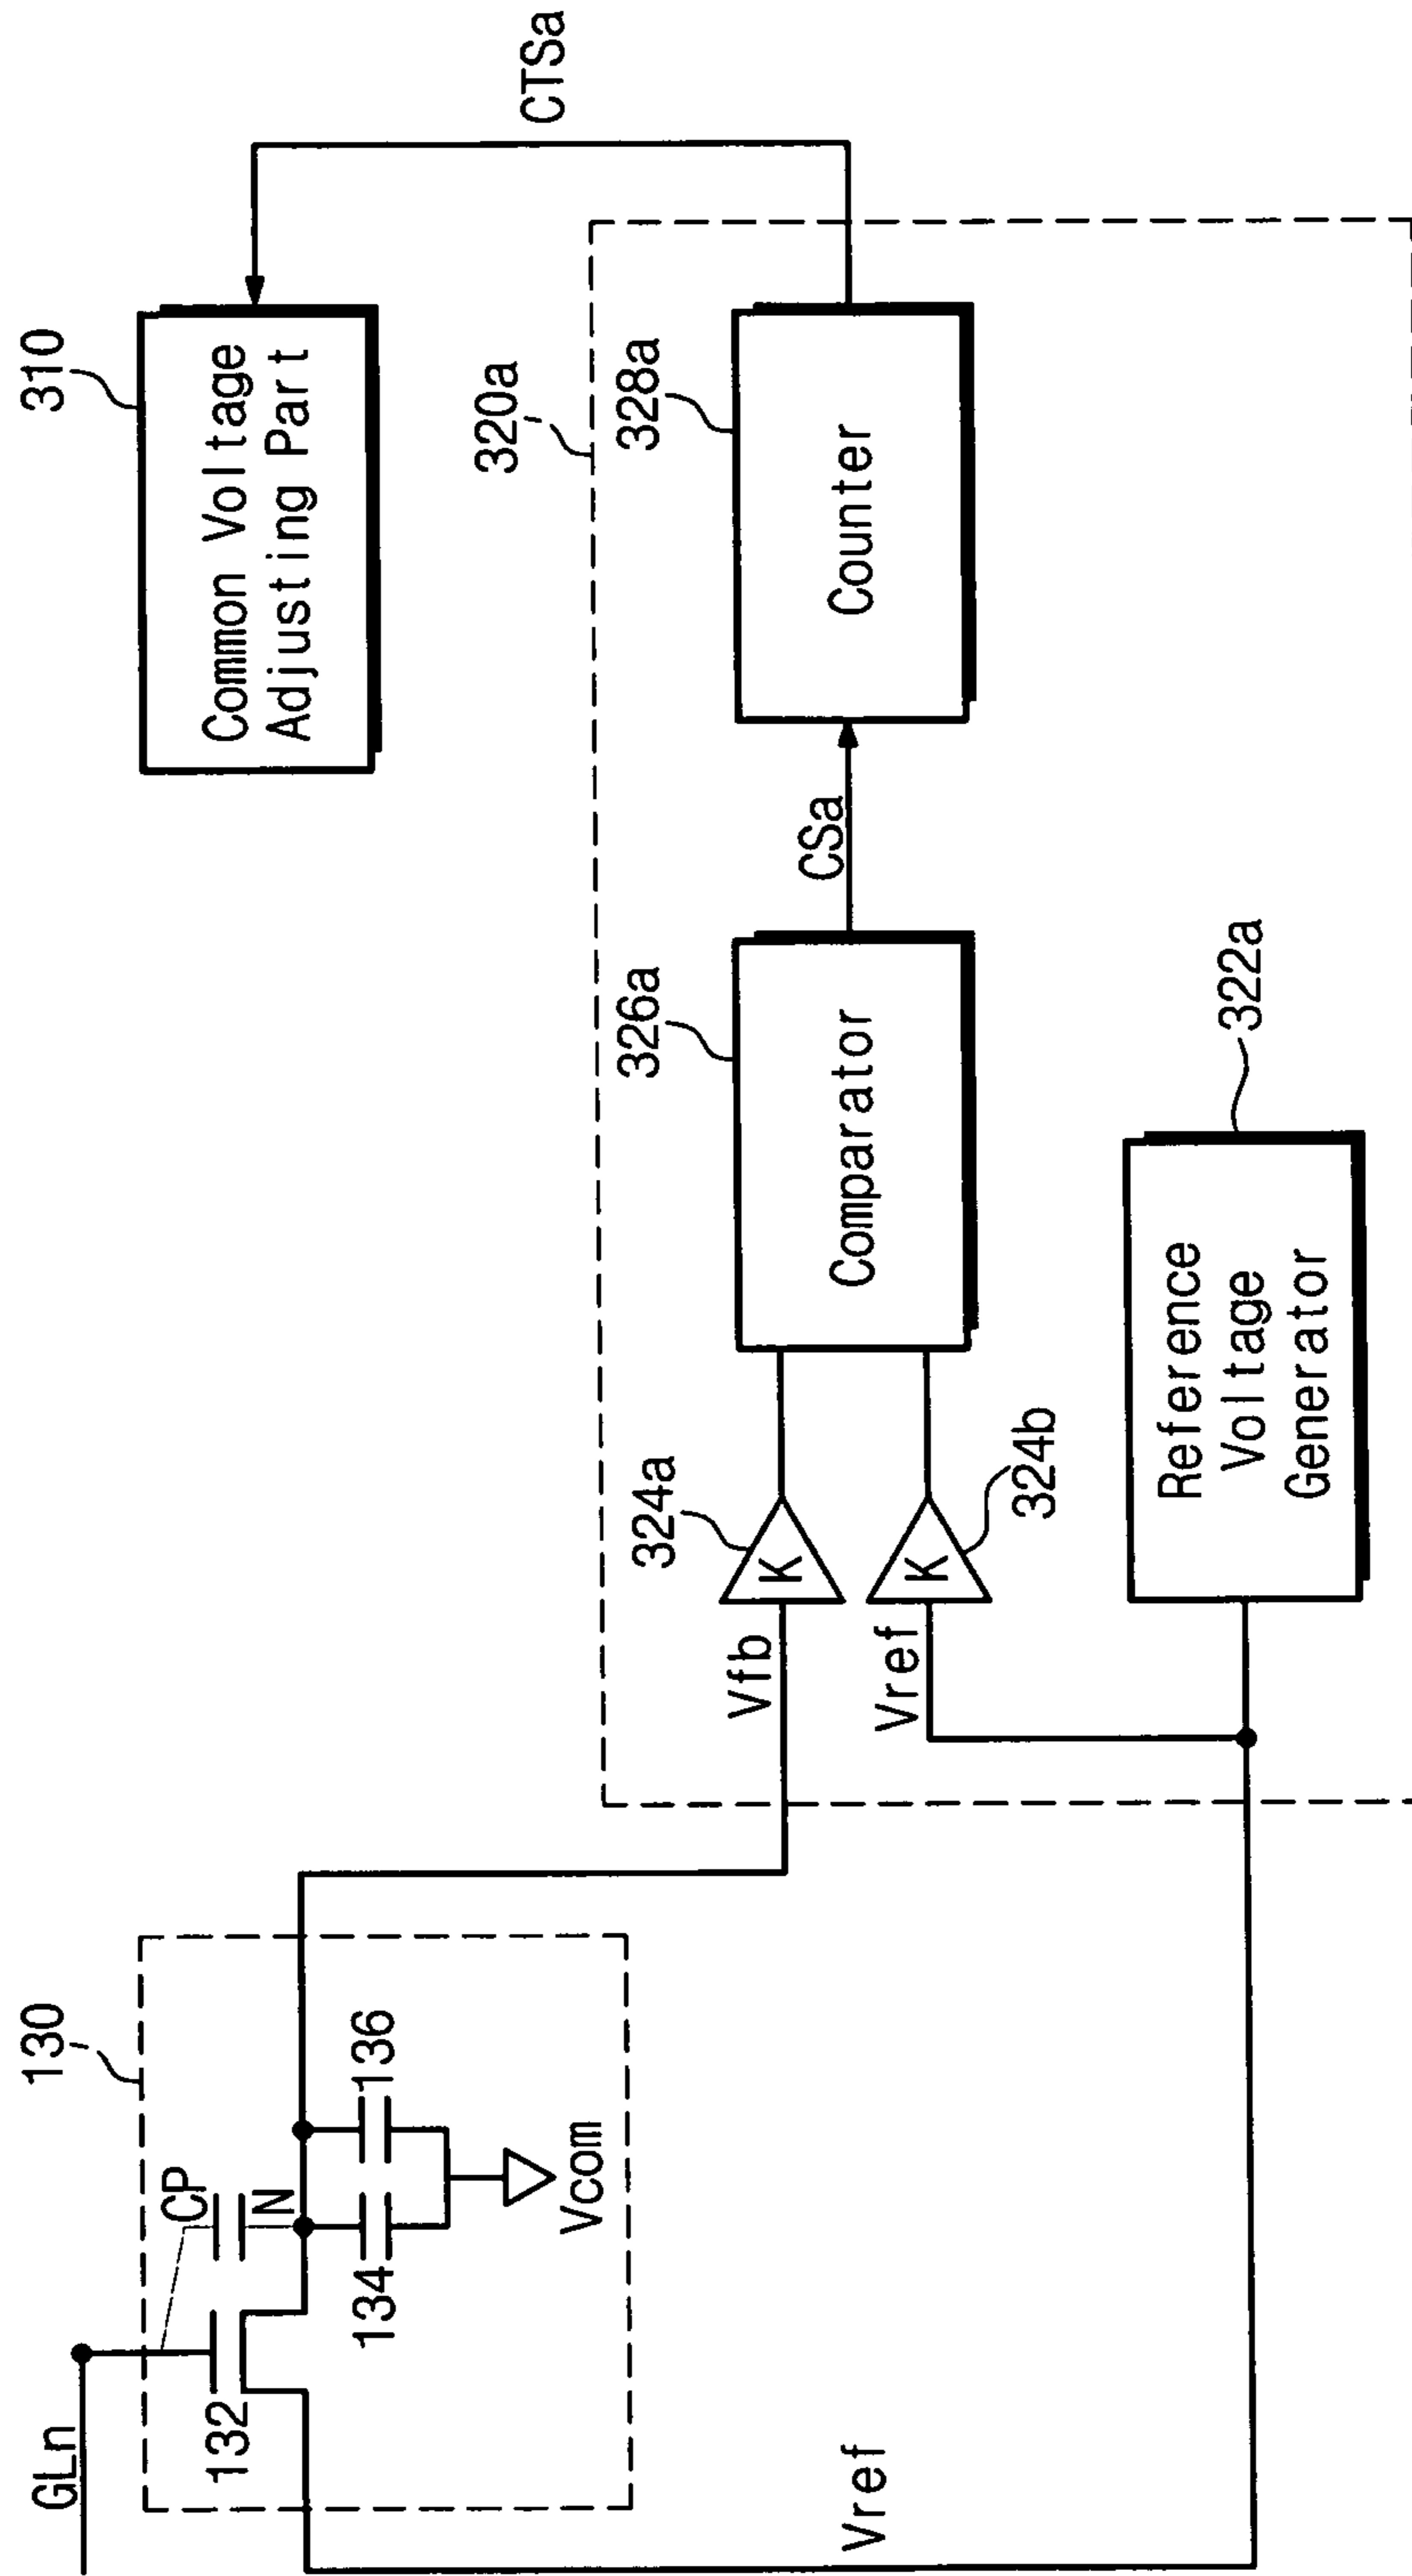 GLn
130
CP
N
132
134
136
Vcom
Vref
310
Common Voltage
Adjusting Part
CTSa
320a
Vfb
324a
K
Vref
K
324b
326a
Comparator
CSa
328a
Counter
Reference
Voltage
Generator
322a